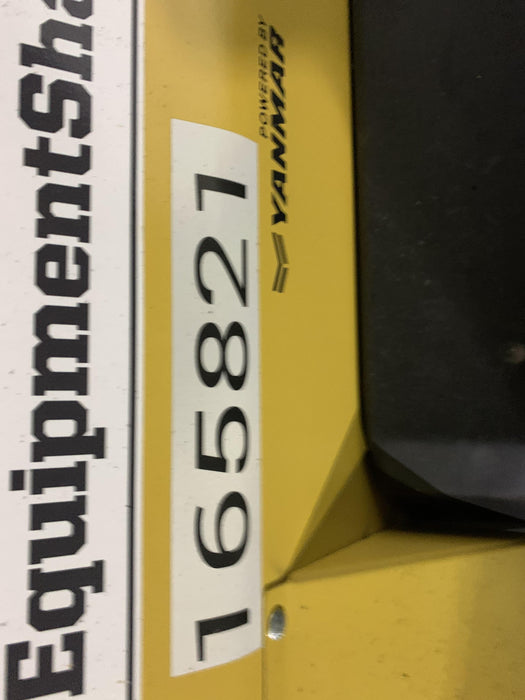 EquipmentSha
165821
POWERED BY
YANMAR